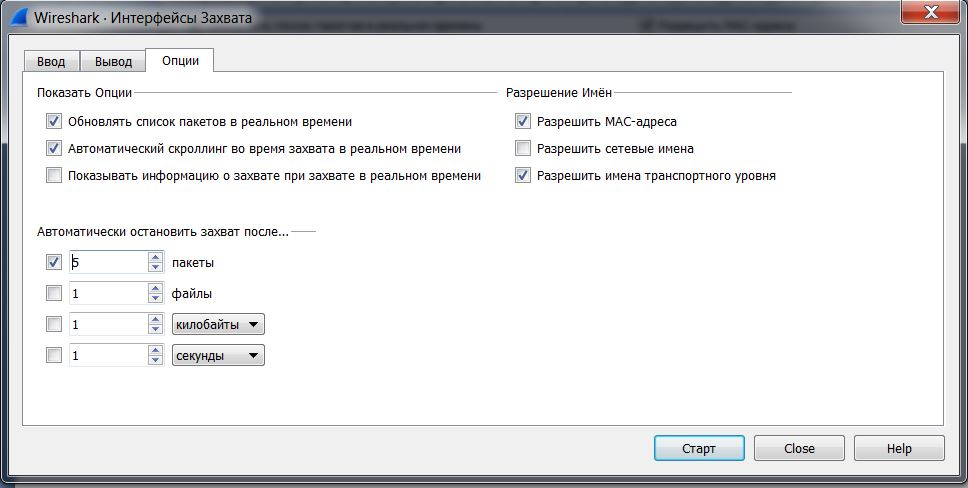 Wireshark · Интерфейсы Захвата
Ввод Вывод Опции
Показать Опции
Обновлять список пакетов в реальном времени
Автоматический скроллинг во время захвата в реальном времени
Показывать информацию о захвате при захвате в реальном времени
Разрешение Имён
Разрешить MAC-адреса
Разрешить сетевые имена
Разрешить имена транспортного уровня
Автоматически остановить захват после...
5 пакеты
1 файлы
1 килобайты
1 секунды
Старт Close Help